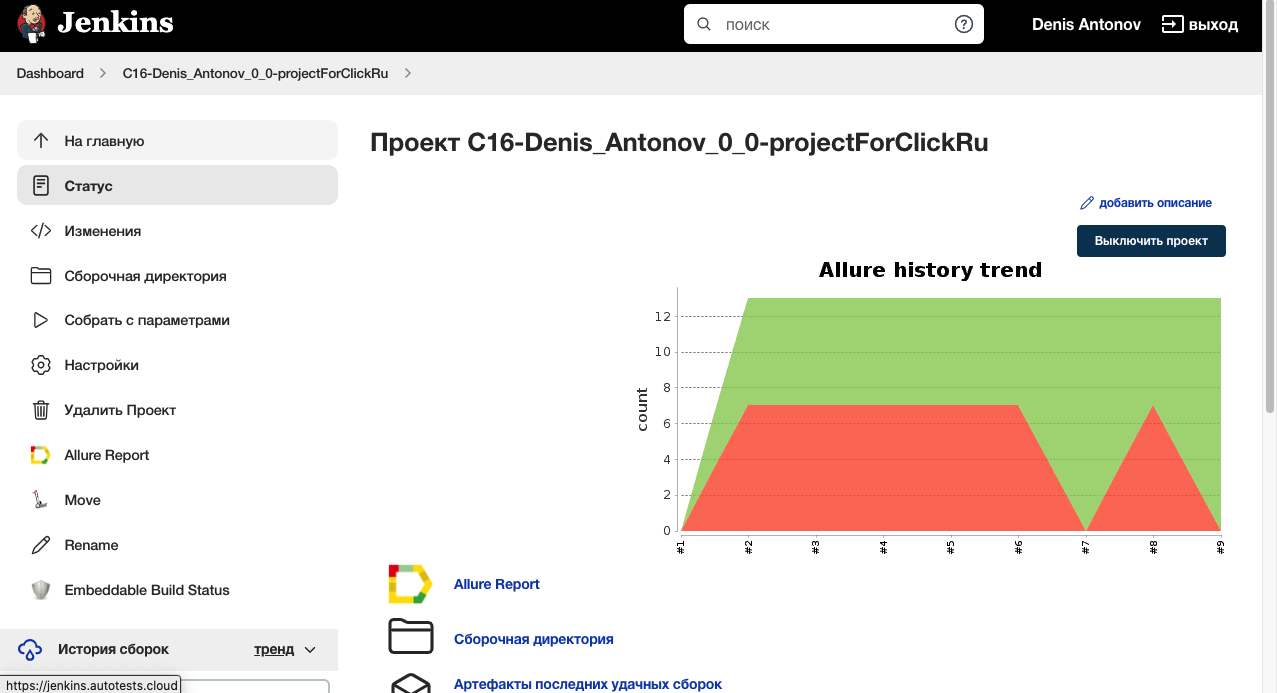 Jenkins
поиск
Denis Antonov
выход
Dashboard
C16-Denis_Antonov_0_0-projectForClickRu
На главную
Статус
Изменения
Сборочная директория
Собрать с параметрами
Настройки
Удалить Проект
Allure Report
Move
Rename
Embeddable Build Status
История сборок
тренд
https://jenkins.autotests.cloud
Проект C16-Denis_Antonov_0_0-projectForClickRu
добавить описание
Выключить проект
Allure history trend
count
12
10
8
6
4
2
0
#1
#2
#3
#4
#5
#6
#7
#8
#9
Allure Report
Сборочная директория
Артефакты последних удачных сборок